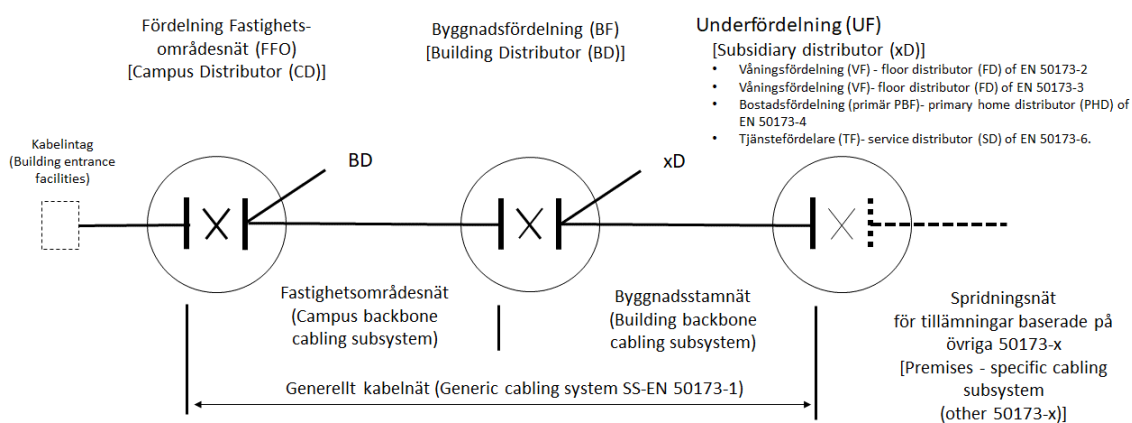 Fördelning Fastighets-
områdesnät (FFO)
[Campus Distributor (CD)]
Byggnadsfördelning (BF)
[Building Distributor (BD)]
Underfördelning (UF)
[Subsidiary distributor (xD)]
• Våningsfördelning (VF) - floor distributor (FD) of EN 50173-2
• Våningsfördelning (VF)- floor distributor (FD) of EN 50173-3
• Bostadsfördelning (primär PBF)- primary home distributor (PHD) of
EN 50173-4
• Tjänstefördelare (TF)- service distributor (SD) of EN 50173-6.
Kabelintag
(Building entrance
facilities)
BD
xD
Fastighetsområdesnät
(Campus backbone
cabling subsystem)
Byggnadsstamnät
(Building backbone
cabling subsystem)
Spridningsnät
för tillämningar baserade på
övriga 50173-x
[Premises - specific cabling
subsystem
(other 50173-x)]
Generellt kabelnät (Generic cabling system SS-EN 50173-1)